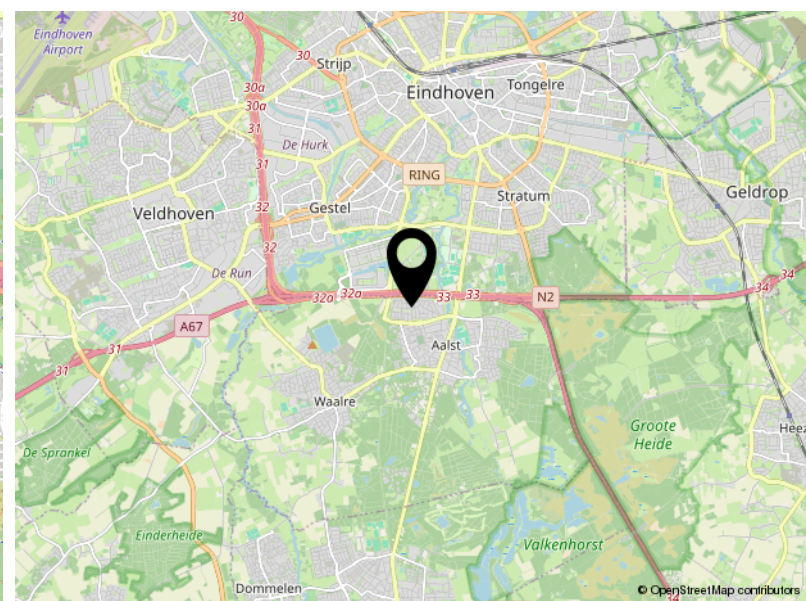 30
30
Eindhoven
Airport
Strijp
Tongelre
Eindhoven
30a
30a
31
De Hurk
31
RING
Stratum
Geldrop
32
Gestel
Veldhoven
32
De Run
34
32a
32a
33
33
N2
34
A67
31
Aalst
31
Waalre
Groote
Heide
Heez
De Sprankel
Einderheide
Valkenhorst
Dommelen
© OpenStreetMap contributors
34